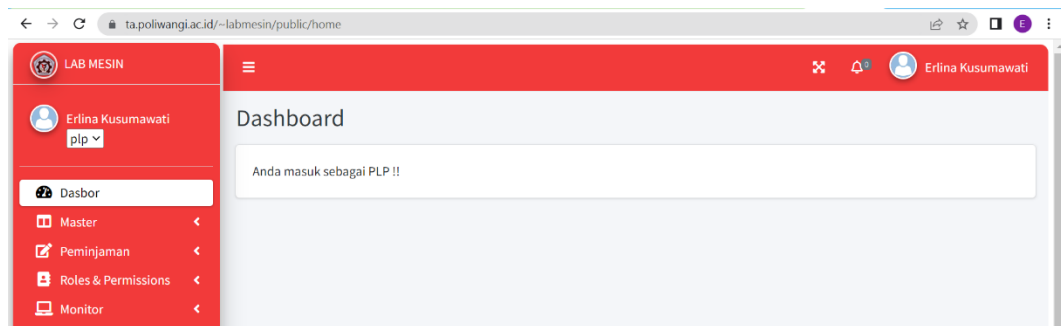 ta.poliwangi.ac.id/~labmesin/public/home
E
LAB MESIN
0
Erlina Kusumawati
Erlina Kusumawati
plp
Dashboard
Anda masuk sebagai PLP !!
Dasbor
Master
Peminjaman
Roles & Permissions
Monitor